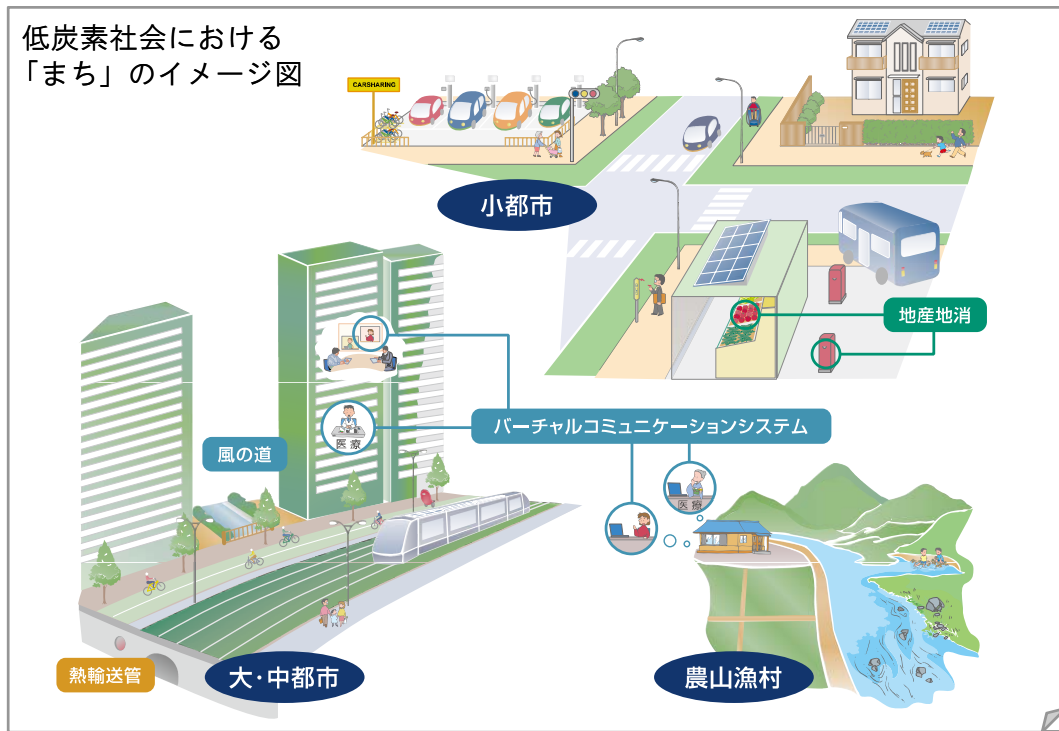 低炭素社会における
「まち」のイメージ図
CARSHARING
小都市
地産地消
バーチャルコミュニケーションシステム
医療
風の道
医療
熱輸送管
大・中都市
農山漁村